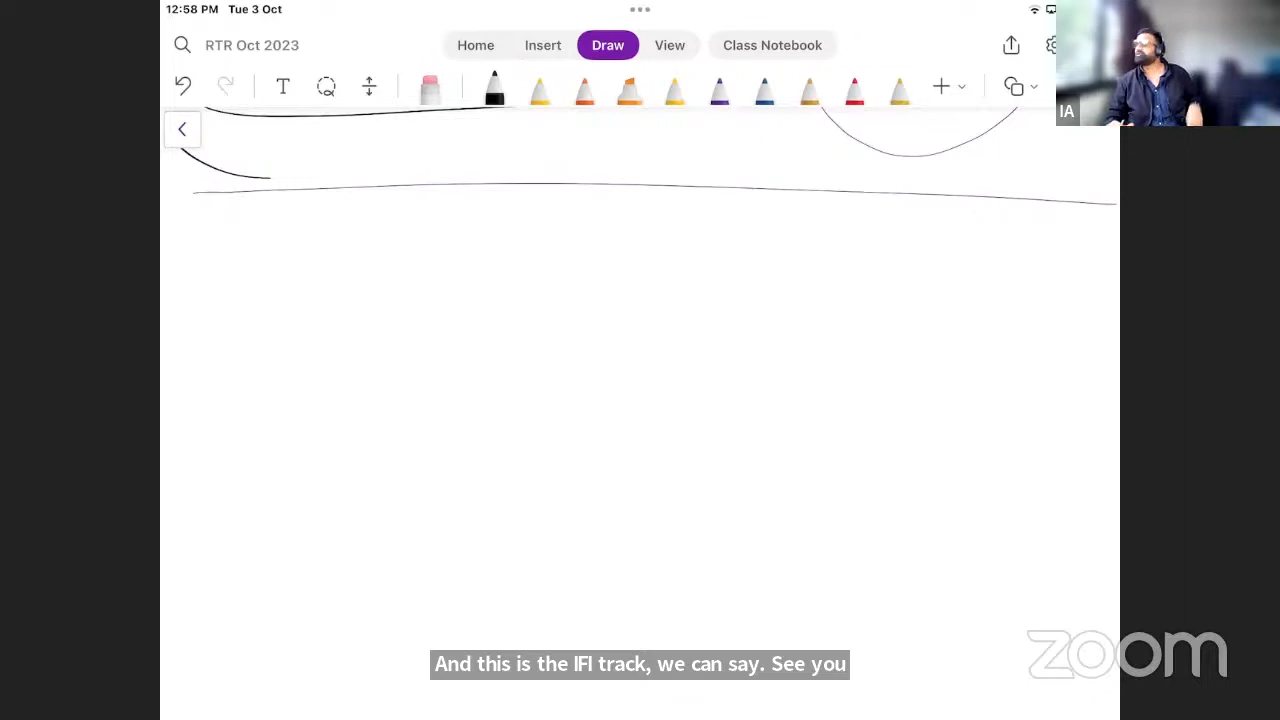 12:58 PM Tue 3 Oct
RTR Oct 2023
Home Insert Draw View Class Notebook
T
IA
And this is the IFI track, we can say. See you
zoom